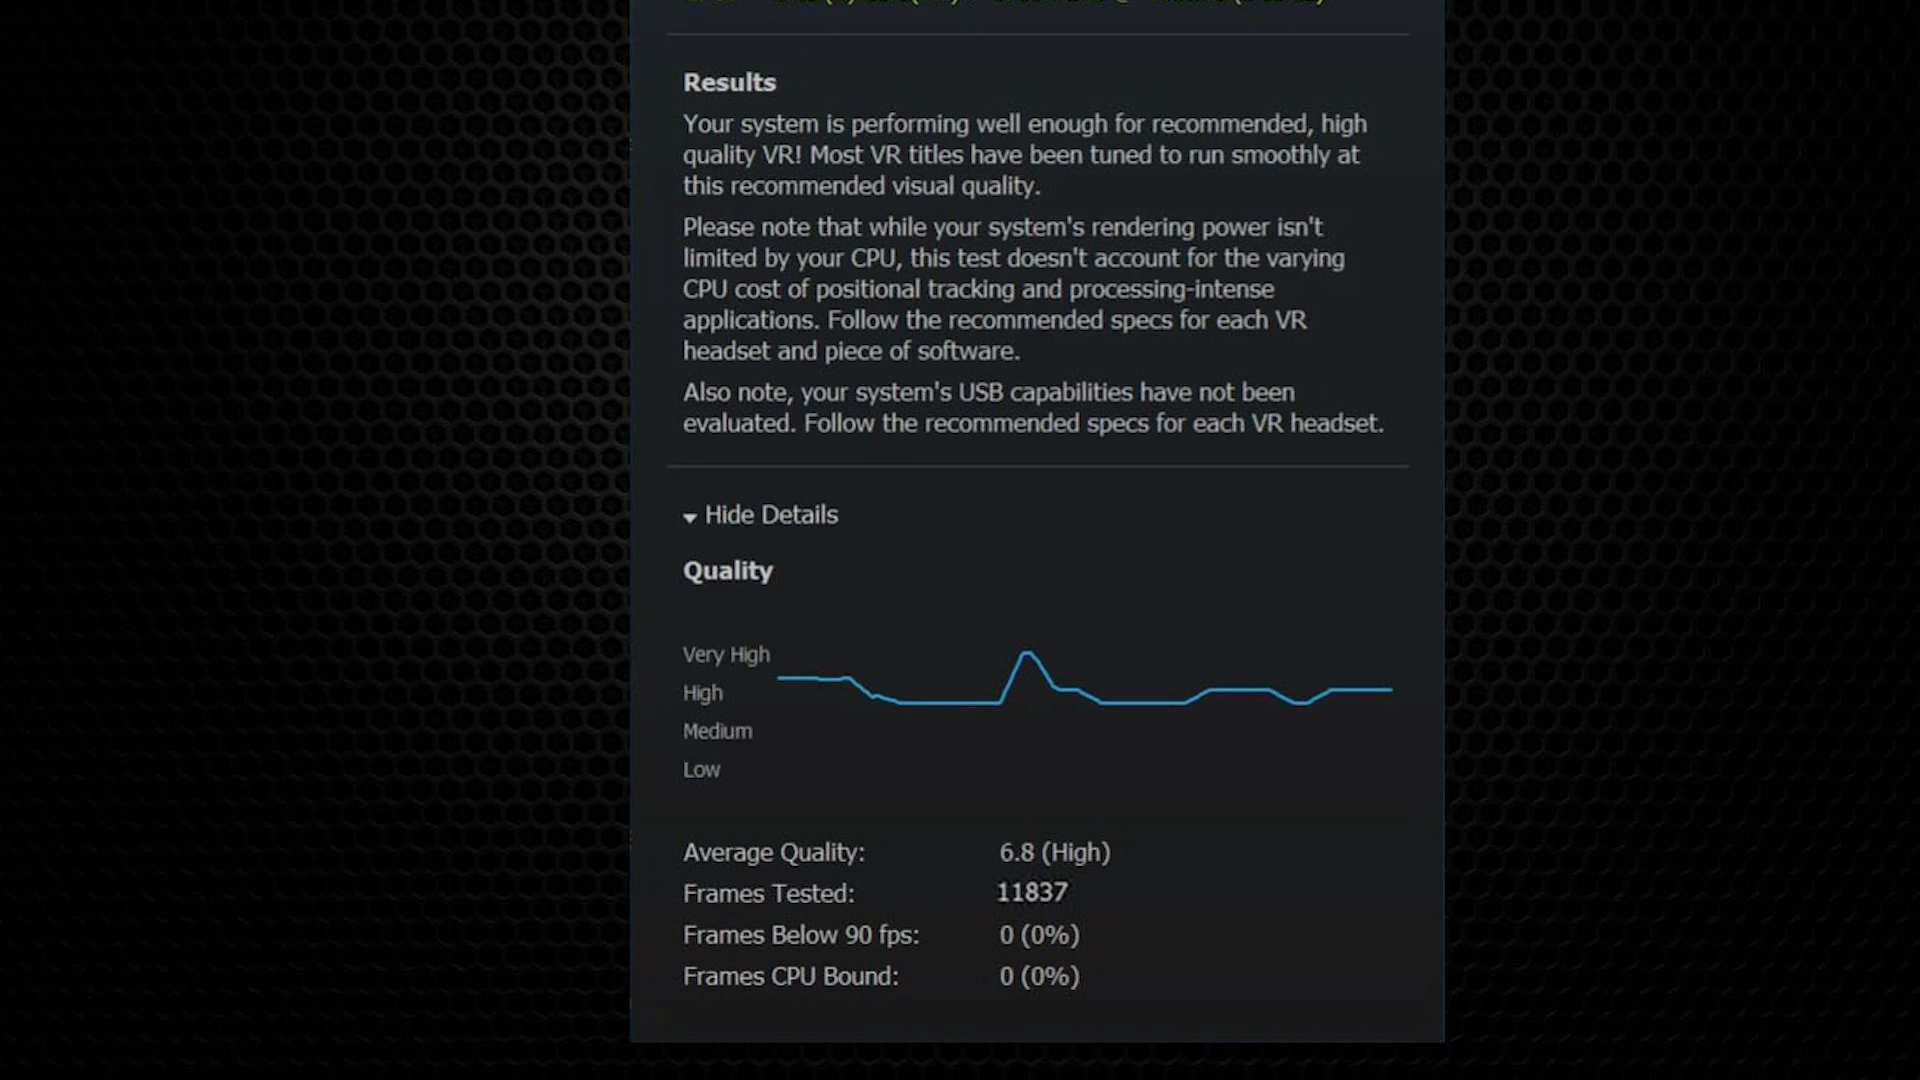 Results
Your system is performing well enough for recommended, high
quality VR! Most VR titles have been tuned to run smoothly at
this recommended visual quality.
Please note that while your system's rendering power isn't
limited by your CPU, this test doesn't account for the varying
CPU cost of positional tracking and processing-intense
applications. Follow the recommended specs for each VR
headset and piece of software.
Also note, your system's USB capabilities have not been
evaluated. Follow the recommended specs for each VR headset.
Hide Details
Quality
Very High
High
Medium
Low
Average Quality: 6.8 (High)
Frames Tested: 11837
Frames Below 90 fps: 0 (0%)
Frames CPU Bound: 0 (0%)